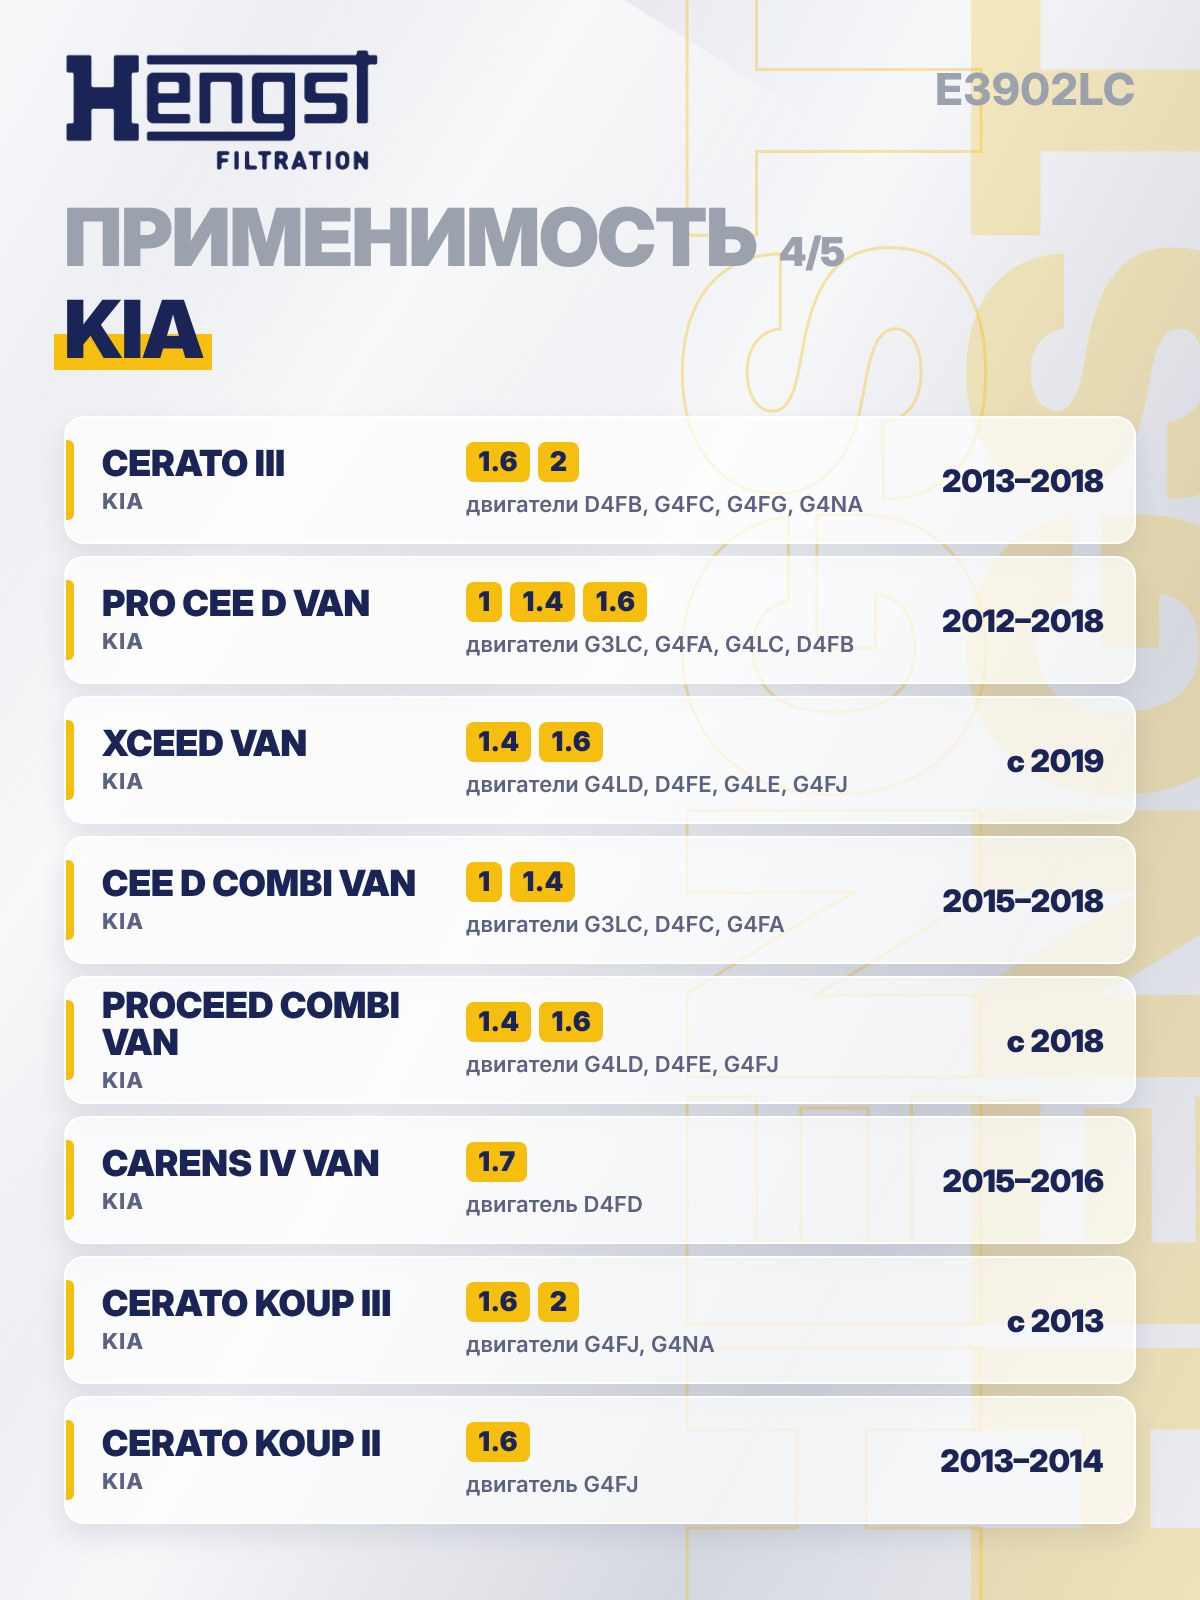 Hengst
FILTRATION
E3902LC
ПРИМЕНИМОСТЬ 4/5
KIA
CERATO III
KIA
1.6 2
двигатели D4FB, G4FC, G4FG, G4NA
2013–2018
PRO CEE D VAN
KIA
1 1.4 1.6
двигатели G3LC, G4FA, G4LC, D4FB
2012–2018
XCEED VAN
KIA
1.4 1.6
двигатели G4LD, D4FE, G4LE, G4FJ
с 2019
CEE D COMBI VAN
KIA
1 1.4
двигатели G3LC, D4FC, G4FA
2015–2018
PROCEED COMBI
VAN
KIA
1.4 1.6
двигатели G4LD, D4FE, G4FJ
с 2018
CARENS IV VAN
KIA
1.7
двигатель D4FD
2015–2016
CERATO KOUP III
KIA
1.6 2
двигатели G4FJ, G4NA
с 2013
CERATO KOUP II
KIA
1.6
двигатель G4FJ
2013–2014
HENGST
HENGST